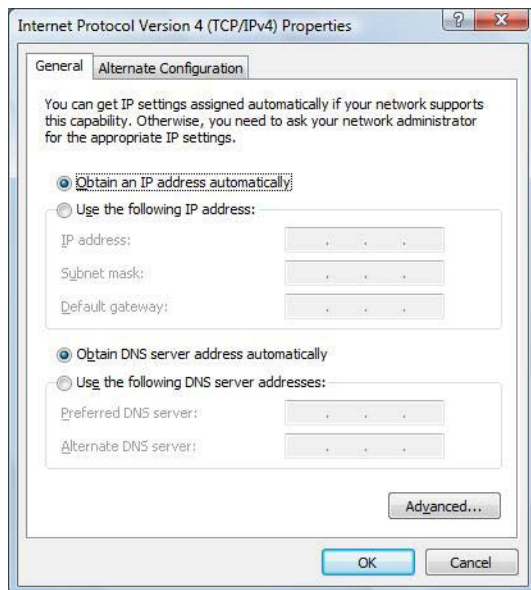 Internet Protocol Version 4 (TCP/IPv4) Properties
General
Alternate Configuration
You can get IP settings assigned automatically if your network supports
this capability. Otherwise, you need to ask your network administrator
for the appropriate IP settings.
Obtain an IP address automatically
Use the following IP address:
IP address:
Subnet mask:
Default gateway:
Obtain DNS server address automatically
Use the following DNS server addresses:
Preferred DNS server:
Alternate DNS server:
Advanced...
OK
Cancel